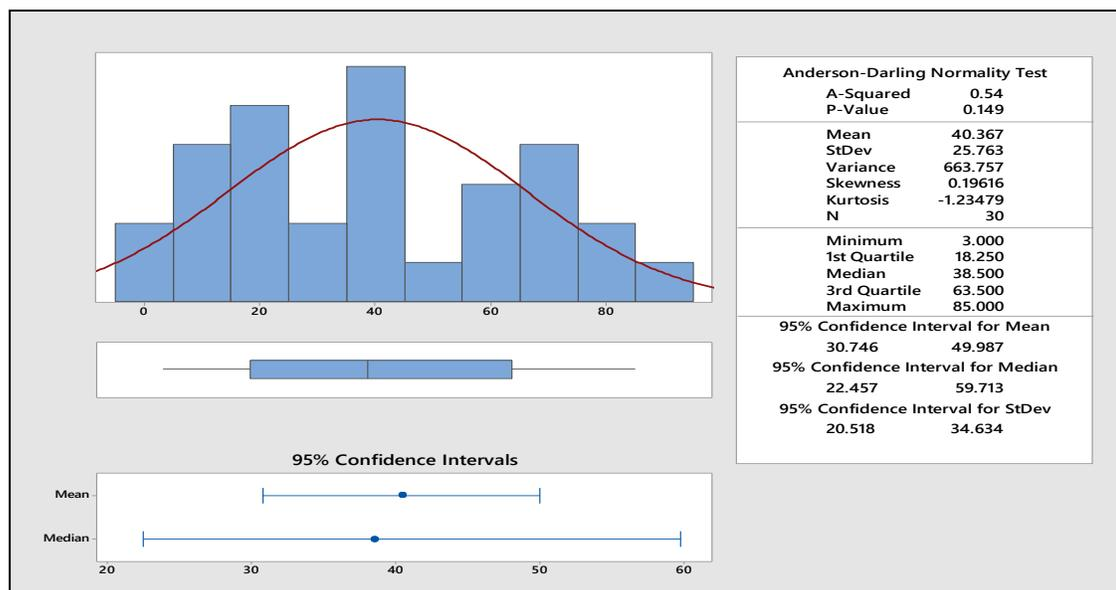 0 20 40 60 80
95% Confidence Intervals
Mean
Median
20 30 40 50 60
Anderson-Darling Normality Test
A-Squared 0.54
P-Value 0.149
Mean 40.367
StDev 25.763
Variance 663.757
Skewness 0.19616
Kurtosis -1.23479
N 30
Minimum 3.000
1st Quartile 18.250
Median 38.500
3rd Quartile 63.500
Maximum 85.000
95% Confidence Interval for Mean
30.746 49.987
95% Confidence Interval for Median
22.457 59.713
95% Confidence Interval for StDev
20.518 34.634